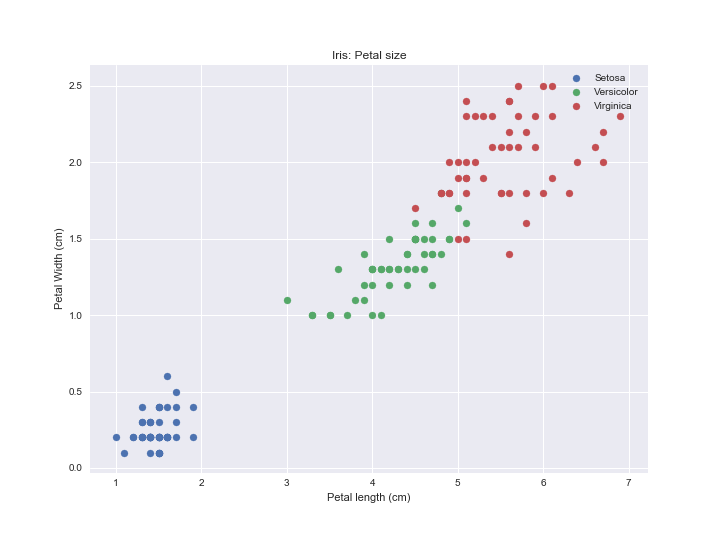 Iris: Petal size
Setosa
Versicolor
Virginica
2.5
2.0
1.5
1.0
0.5
0.0
Petal Width (cm)
1 2 3 4 5 6 7
Petal length (cm)